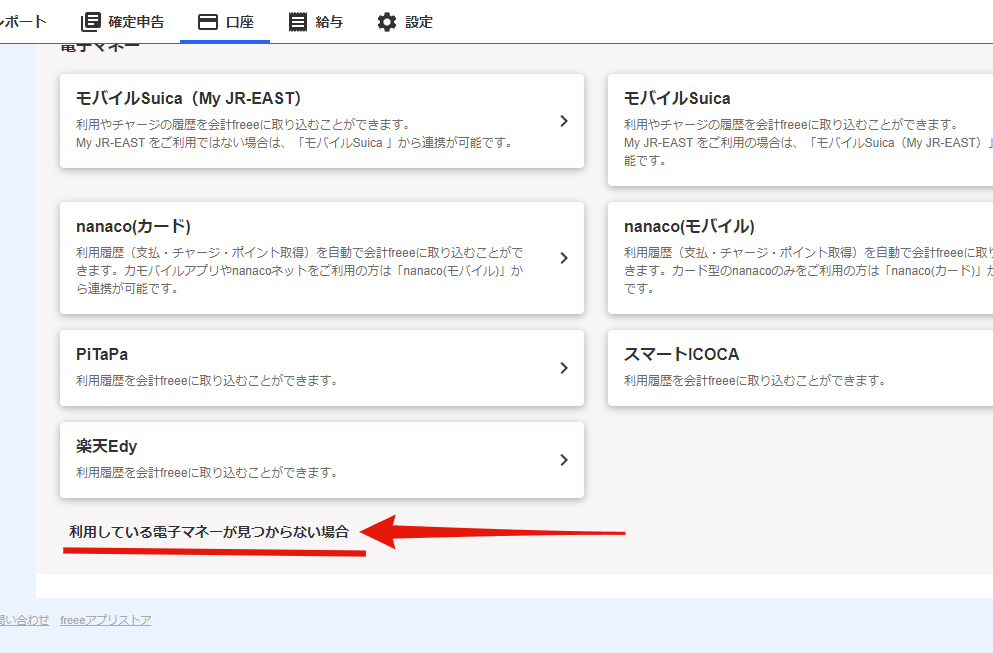 レポート 確定申告 口座 給与 設定
電子マネー
モバイルSuica（My JR-EAST）
利用やチャージの履歴を会計freeeに取り込むことができます。
My JR-EAST をご利用ではない場合は、「モバイルSuica 」から連携が可能です。
モバイルSuica
利用やチャージの履歴を会計freeeに取り込むことができます。
My JR-EAST をご利用の場合は、「モバイルSuica（My JR-EAST）」
能です。
nanaco(カード)
利用履歴（支払・チャージ・ポイント取得）を自動で会計freeeに取り込むことがで
きます。カモバイルアプリやnanacoネットをご利用の方は「nanaco(モバイル)」か
ら連携が可能です。
nanaco(モバイル)
利用履歴（支払・チャージ・ポイント取得）を自動で会計freeeに取り
きます。カード型のnanacoのみをご利用の方は「nanaco(カード)」か
です。
PiTaPa
利用履歴を会計freeeに取り込むことができます。
スマートICOCA
利用履歴を会計freeeに取り込むことができます。
楽天Edy
利用履歴を会計freeeに取り込むことができます。
利用している電子マネーが見つからない場合
問い合わせ freeeアプリストア